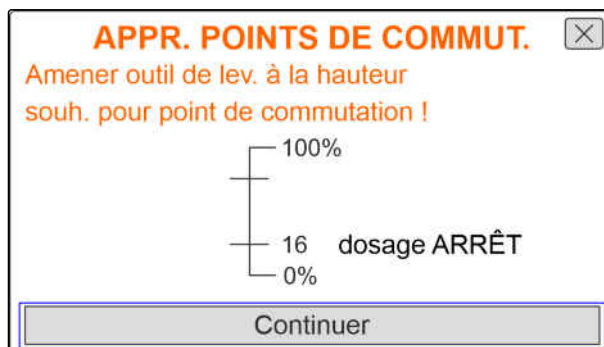 APPR. POINTS DE COMMUT.
Amener outil de lev. à la hauteur
souh. pour point de commutation !
100%
16 dosage ARRÊT
0%
Continuer